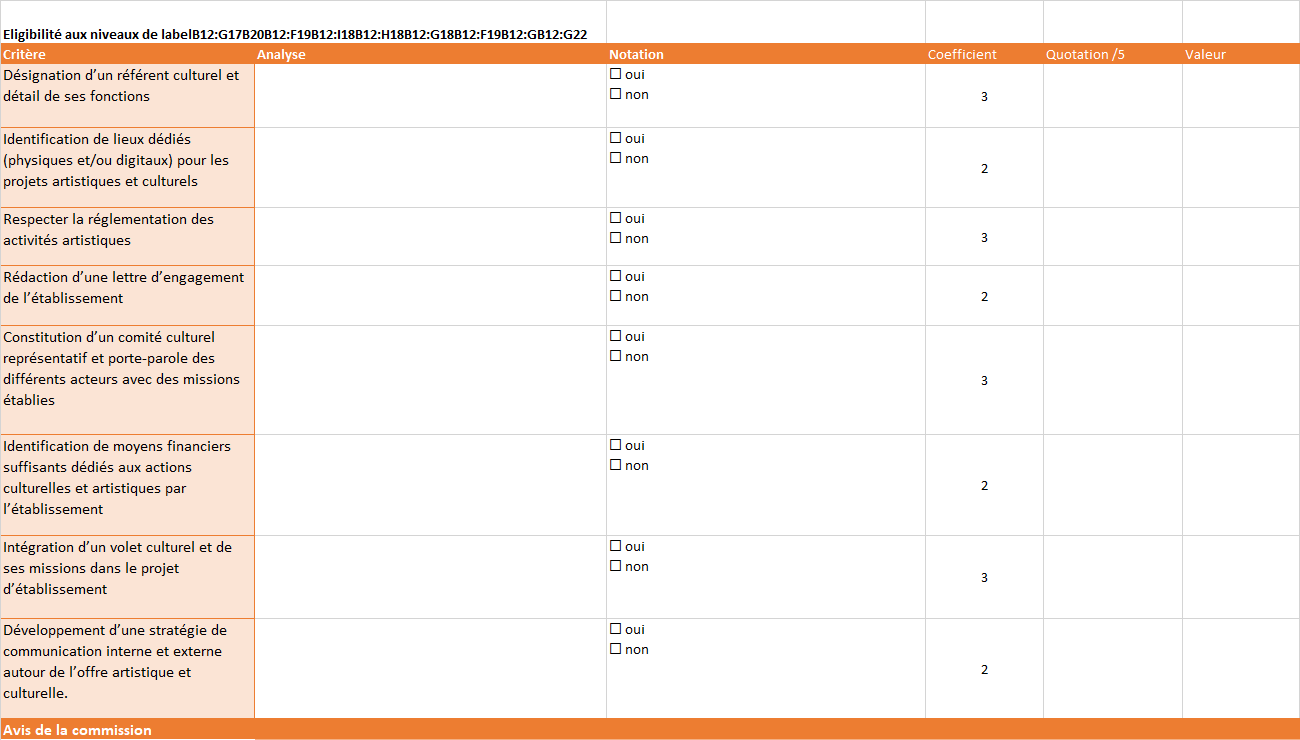 Eligibilité aux niveaux de labelB12:G17B20B12:F19B12:I18B12:H18B12:G18B12:F19B12:GB12:G22
Critère Analyse Notation Coefficient Quotation /5 Valeur
Désignation d’un référent culturel et
détail de ses fonctions
☐ oui
☐ non
3
Identification de lieux dédiés
(physiques et/ou digitaux) pour les
projets artistiques et culturels
☐ oui
☐ non
2
Respecter la réglementation des
activités artistiques
☐ oui
☐ non
3
Rédaction d’une lettre d’engagement
de l’établissement
☐ oui
☐ non
2
Constitution d’un comité culturel
représentatif et porte-parole des
différents acteurs avec des missions
établies
☐ oui
☐ non
3
Identification de moyens financiers
suffisants dédiés aux actions
culturelles et artistiques par
l’établissement
☐ oui
☐ non
2
Intégration d’un volet culturel et de
ses missions dans le projet
d’établissement
☐ oui
☐ non
3
Développement d’une stratégie de
communication interne et externe
autour de l’offre artistique et
culturelle.
☐ oui
☐ non
2
Avis de la commission